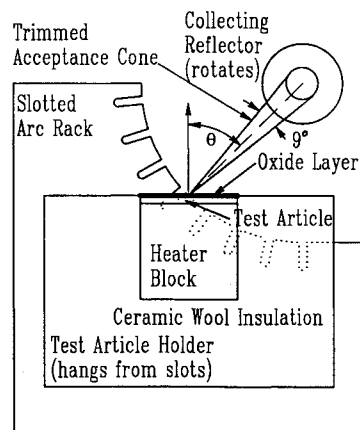 Trimmed
Acceptance Cone
Collecting
Reflector
(rotates)
Slotted
Arc Rack
θ
9°
Oxide Layer
Test Article
Heater
Block
Ceramic Wool Insulation
Test Article Holder
(hangs from slots)